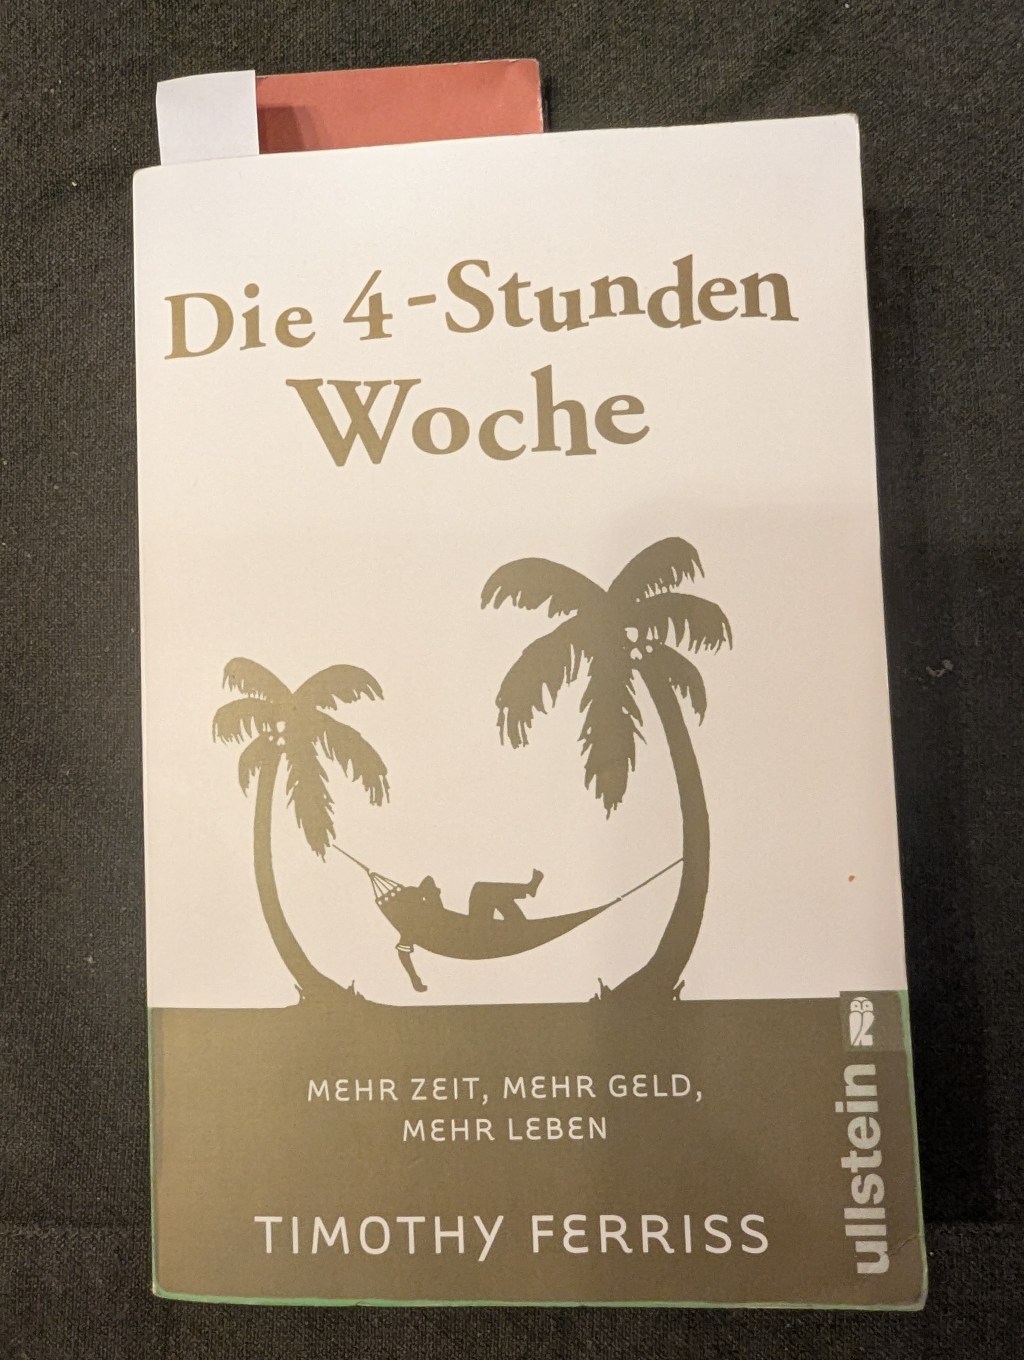 Die 4-Stunden
Woche
MEHR ZEIT, MEHR GELD,
MEHR LEBEN
TIMOTHY FERRISS
ullstein